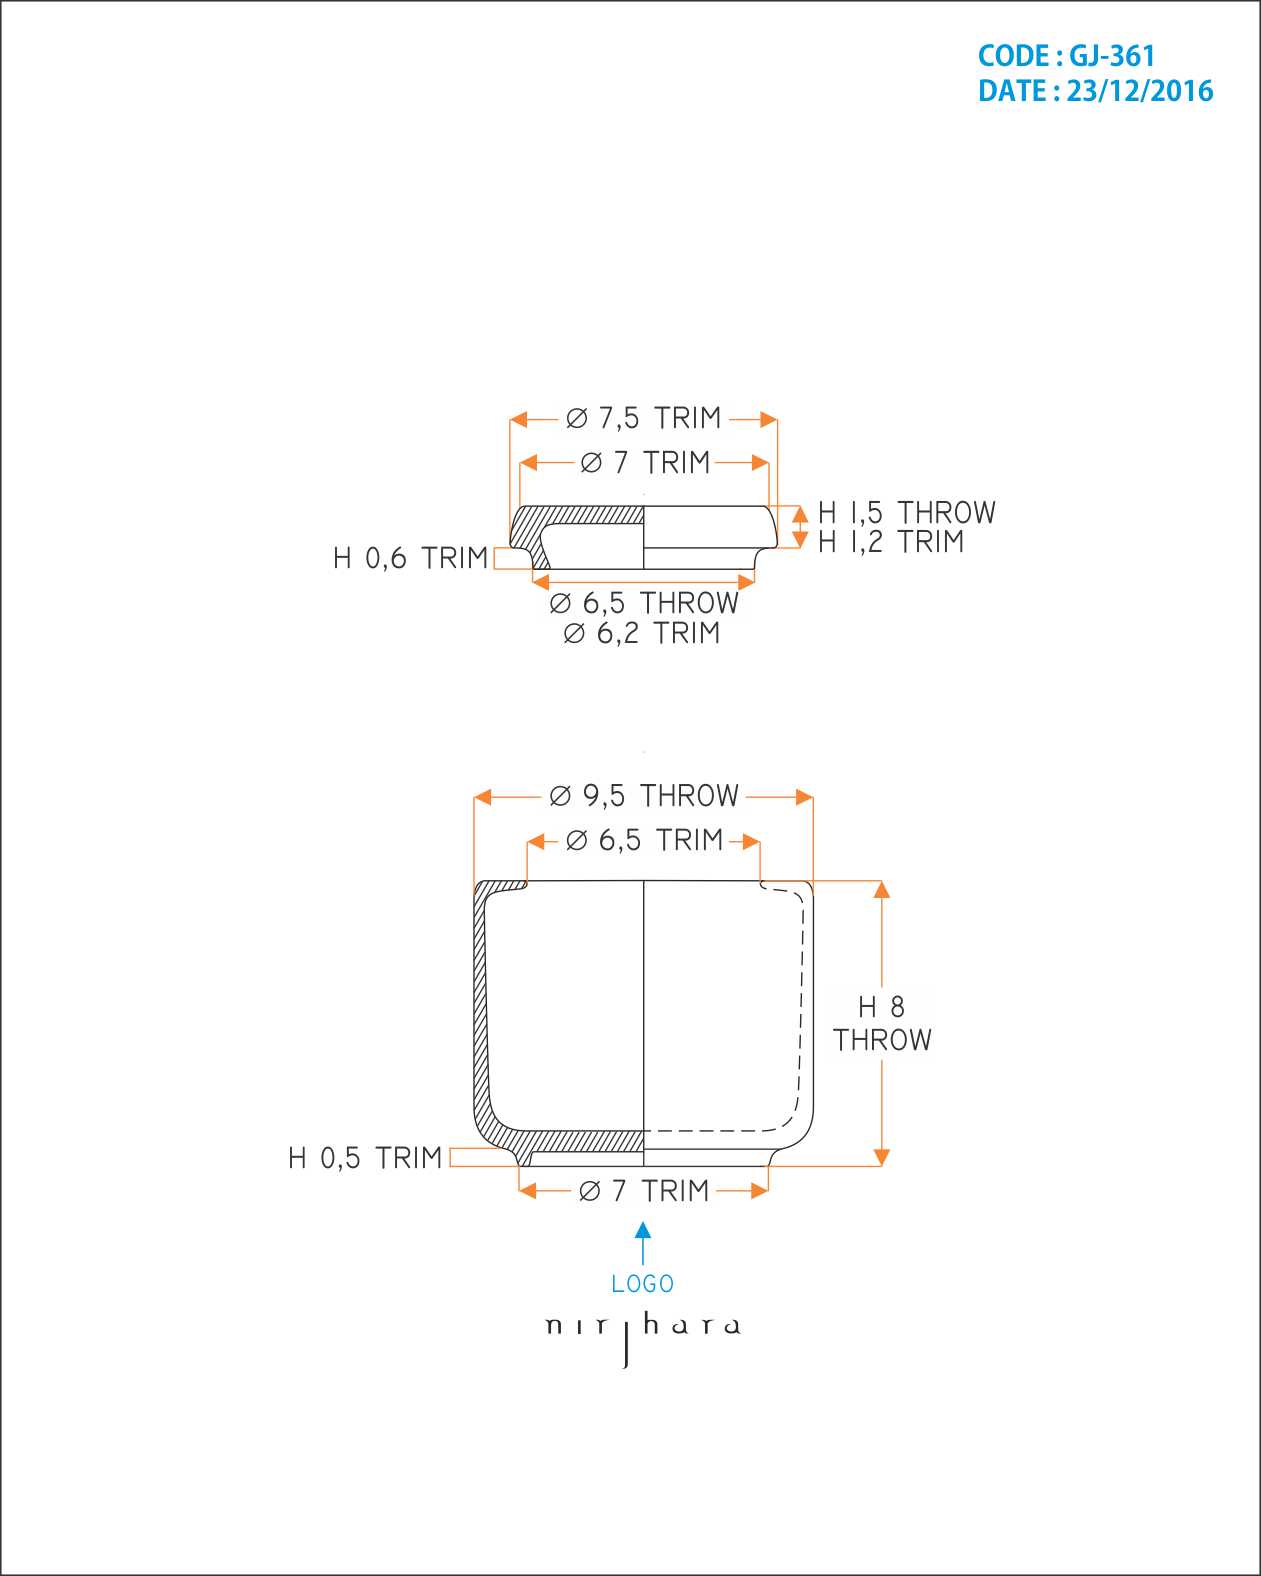 CODE : GJ-361
DATE : 23/12/2016
Ø 7,5 TRIM
Ø 7 TRIM
H 1,5 THROW
H 1,2 TRIM
H 0,6 TRIM
Ø 6,5 THROW
Ø 6,2 TRIM
Ø 9,5 THROW
Ø 6,5 TRIM
H 8
THROW
H 0,5 TRIM
Ø 7 TRIM
LOGO
nirjhara